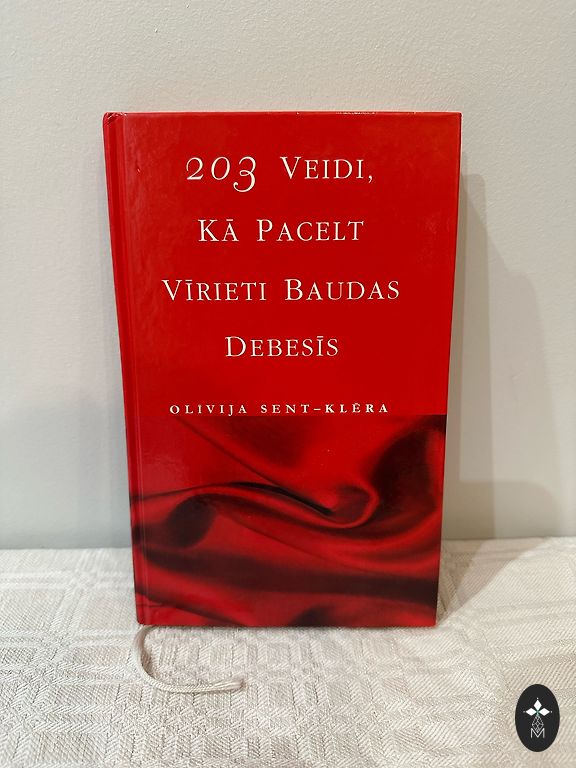 203 VEIDI,
KĀ PACELT
VĪRIETI BAUDAS
DEBESĪS
OLIVIJA SENT–KLĒRA
M